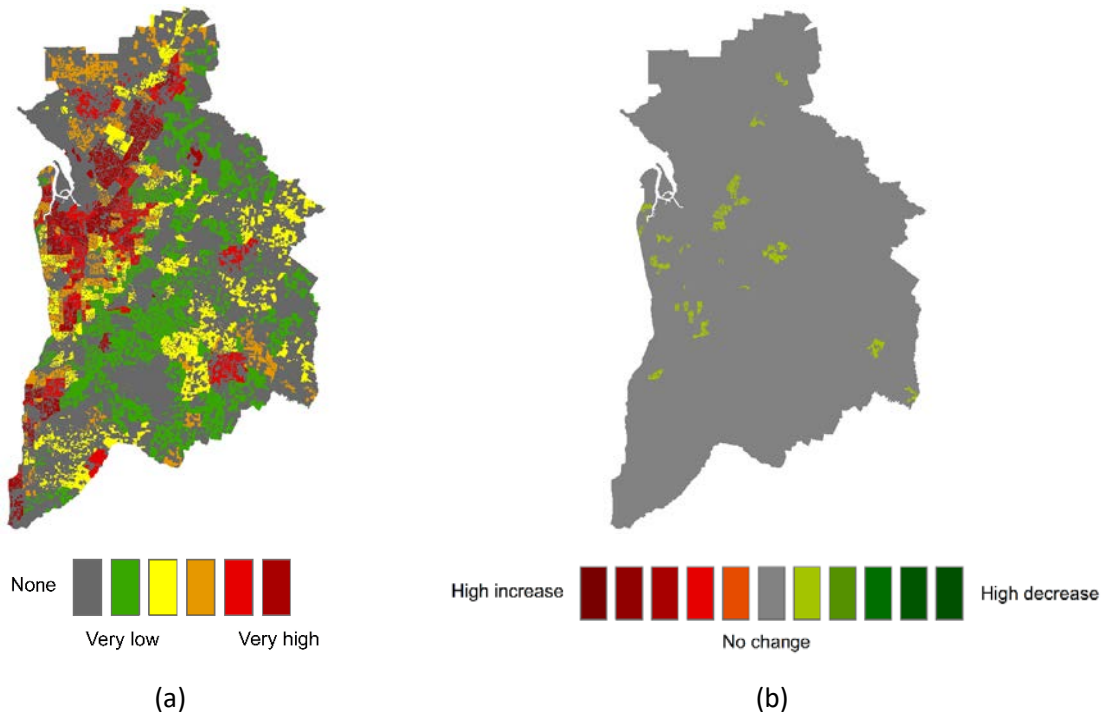 None
Very low
Very high
(a)
High increase
High decrease
No change
(b)